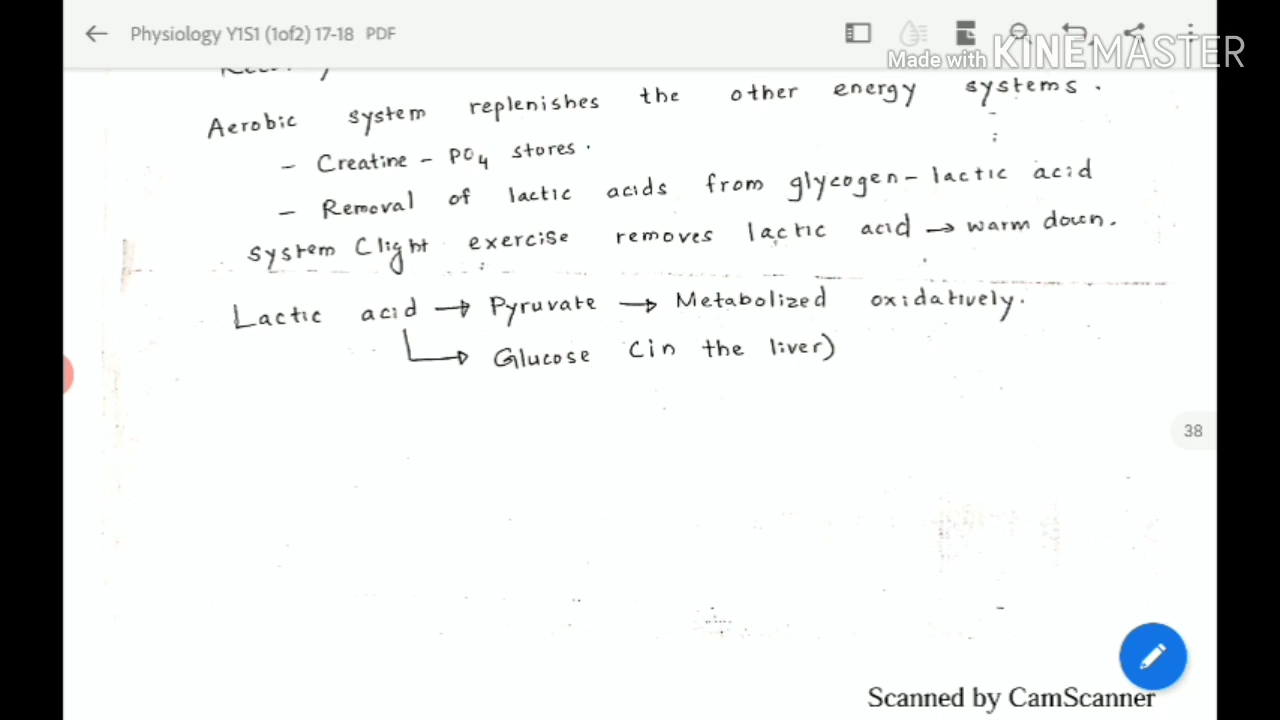 Physiology Y1S1 (1of2) 17-18 PDF
Made with KINEMASTER
Aerobic system replenishes the other energy systems.
- Creatine - PO4 stores.
- Removal of lactic acids from glycogen - lactic acid
system (light exercise removes lactic acid → warm down.
Lactic acid → Pyruvate → Metabolized oxidatively.
↳ Glucose (in the liver)
38
Scanned by CamScanner